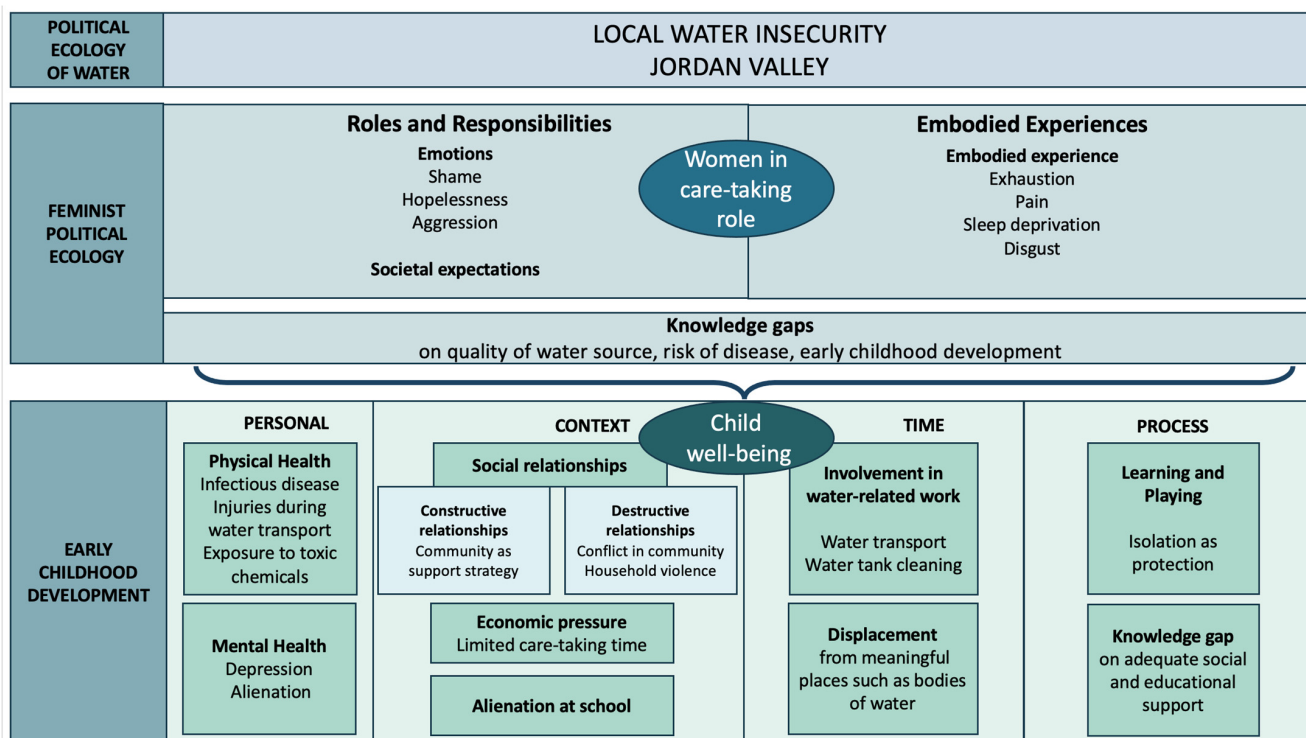 POLITICAL
ECOLOGY
OF WATER
LOCAL WATER INSECURITY
JORDAN VALLEY
FEMINIST
POLITICAL
ECOLOGY
Roles and Responsibilities
Emotions
Shame
Hopelessness
Aggression
Societal expectations
Women in
care-taking
role
Embodied Experiences
Embodied experience
Exhaustion
Pain
Sleep deprivation
Disgust
Knowledge gaps
on quality of water source, risk of disease, early childhood development
EARLY
CHILDHOOD
DEVELOPMENT
Child
well-being
PERSONAL
Physical Health
Infectious disease
Injuries during
water transport
Exposure to toxic
chemicals
Mental Health
Depression
Alienation
CONTEXT
Social relationships
Constructive
relationships
Community as
support strategy
Destructive
relationships
Conflict in community
Household violence
Economic pressure
Limited care-taking time
Alienation at school
TIME
Involvement in
water-related work
Water transport
Water tank cleaning
Displacement
from meaningful
places such as bodies
of water
PROCESS
Learning and
Playing
Isolation as
protection
Knowledge gap
on adequate social
and educational
support